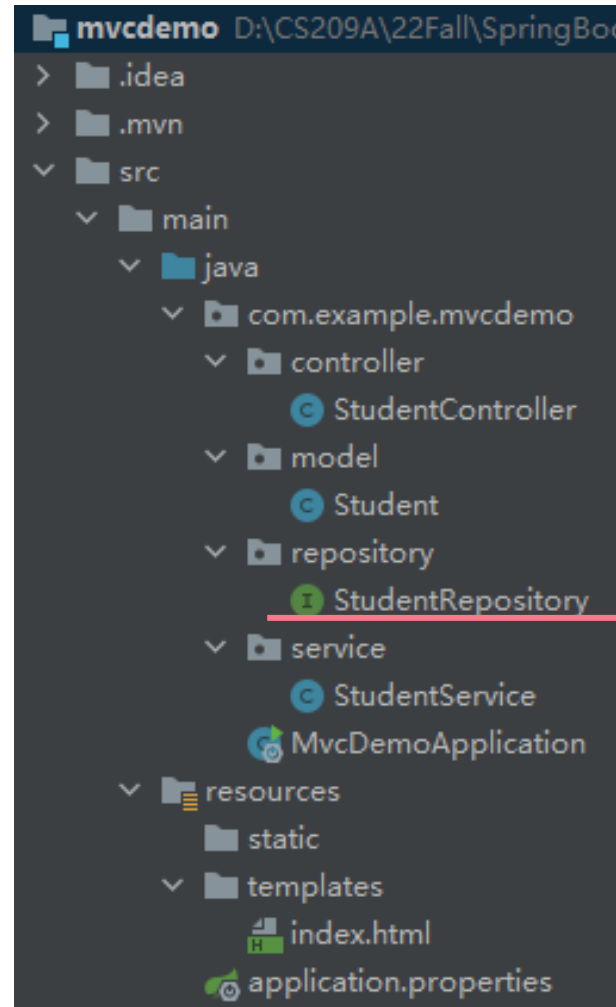 mvcdemo D:\CS209A\22Fall\SpringBoo
.idea
.mvn
src
main
java
com.example.mvcdemo
controller
C StudentController
model
C Student
repository
I StudentRepository
service
C StudentService
MvcDemoApplication
resources
static
templates
H index.html
application.properties